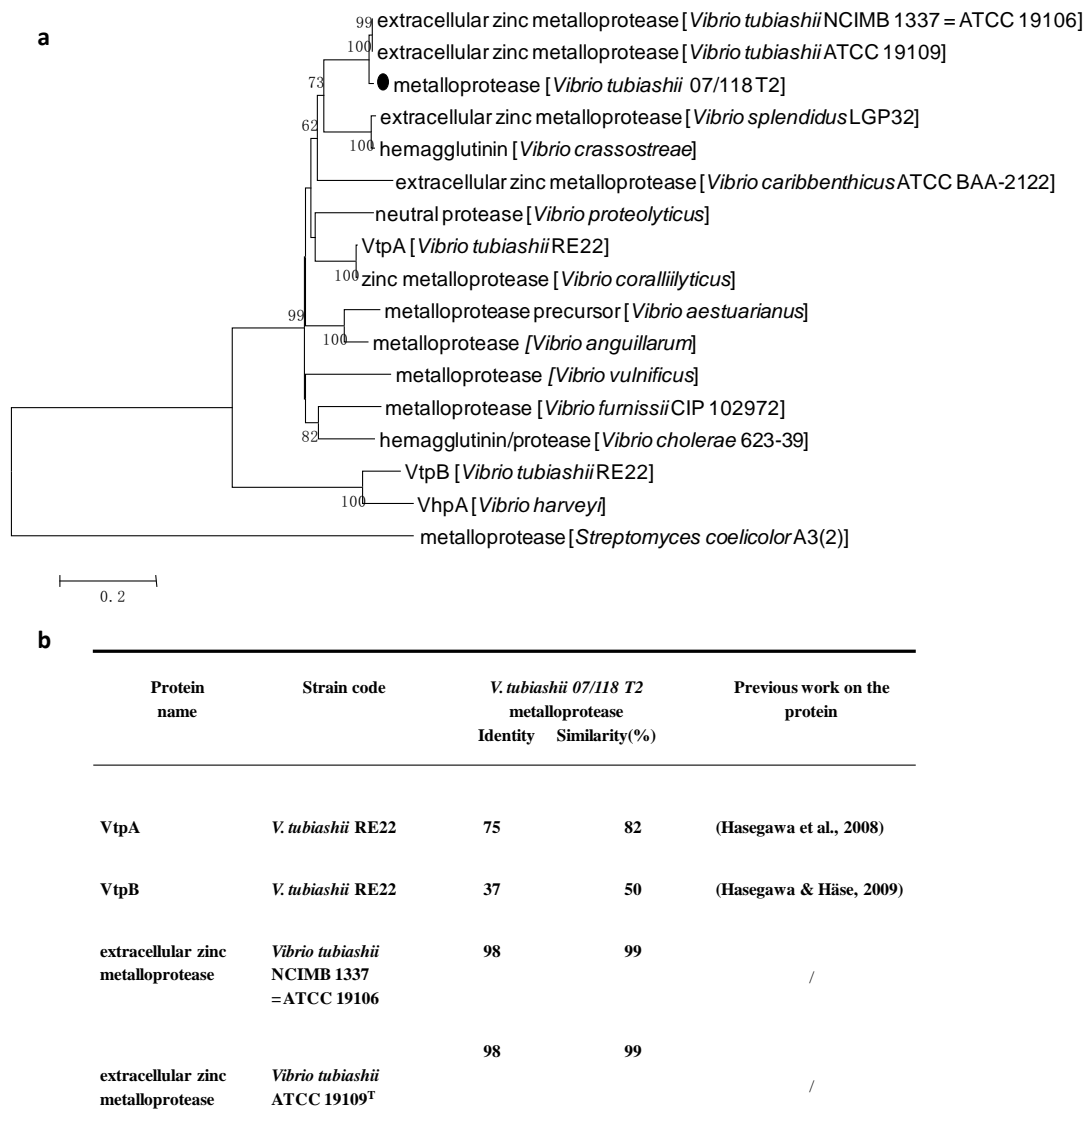 a
99
extracellular zinc metalloprotease [Vibrio tubiashii NCIMB 1337 = ATCC 19106]
100
extracellular zinc metalloprotease [Vibrio tubiashii ATCC 19109]
73
metalloprotease [Vibrio tubiashii 07/118 T2]
62
extracellular zinc metalloprotease [Vibrio splendidus LGP32]
100
hemagglutinin [Vibrio crassostreae]
extracellular zinc metalloprotease [Vibrio caribbenthicus ATCC BAA-2122]
neutral protease [Vibrio proteolyticus]
VtpA [Vibrio tubiashii RE22]
100
zinc metalloprotease [Vibrio coralliilyticus]
99
metalloprotease precursor [Vibrio aestuarianus]
100
metalloprotease [Vibrio anguillarum]
metalloprotease [Vibrio vulnificus]
metalloprotease [Vibrio furnissii CIP 102972]
82
hemagglutinin/protease [Vibrio cholerae 623-39]
VtpB [Vibrio tubiashii RE22]
100
VhpA [Vibrio harveyi]
metalloprotease [Streptomyces coelicolor A3(2)]
0.2
b
Protein name
Strain code
V. tubiashii 07/118 T2
metalloprotease
Identity Similarity(%)
Previous work on the
protein
VtpA V. tubiashii RE22 75 82 (Hasegawa et al., 2008)
VtpB V. tubiashii RE22 37 50 (Hasegawa & Häse, 2009)
extracellular zinc Vibrio tubiashii 98 99
metalloprotease NCIMB 1337 /
= ATCC 19106
98 99
extracellular zinc Vibrio tubiashii
metalloprotease ATCC 19109ᵀ /